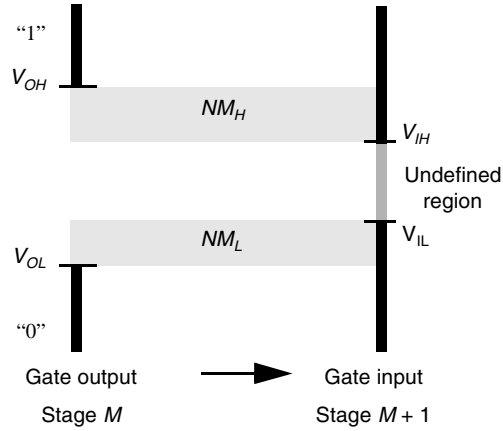 “1”
V_OH
NM_H
V_IH
Undefined
region
NM_L
V_IL
V_OL
“0”
Gate output
Gate input
Stage M
Stage M + 1